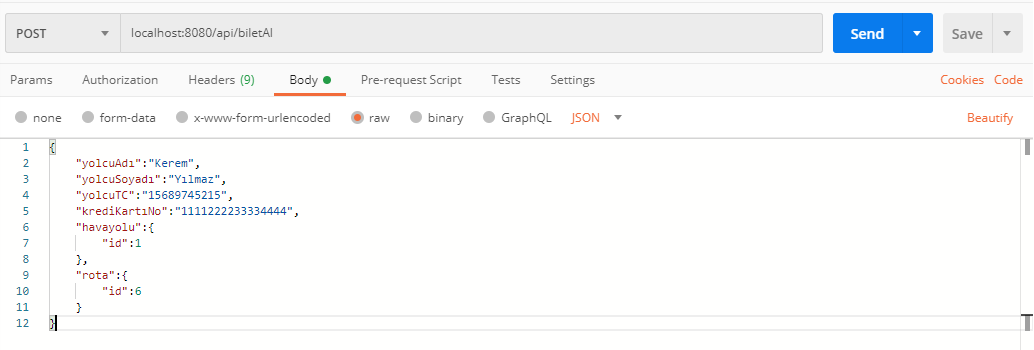 POST localhost:8080/api/biletAl Send Save
Params Authorization Headers (9) Body Pre-request Script Tests Settings Cookies Code
none form-data x-www-form-urlencoded raw binary GraphQL JSON Beautify
1 {
2 "yolcuAdı":"Kerem",
3 "yolcuSoyadı":"Yılmaz",
4 "yolcuTC":"15689745215",
5 "krediKartıNo":"1111222233334444",
6 "havayolu":{
7 "id":1
8 },
9 "rota":{
10 "id":6
11 }
12 }